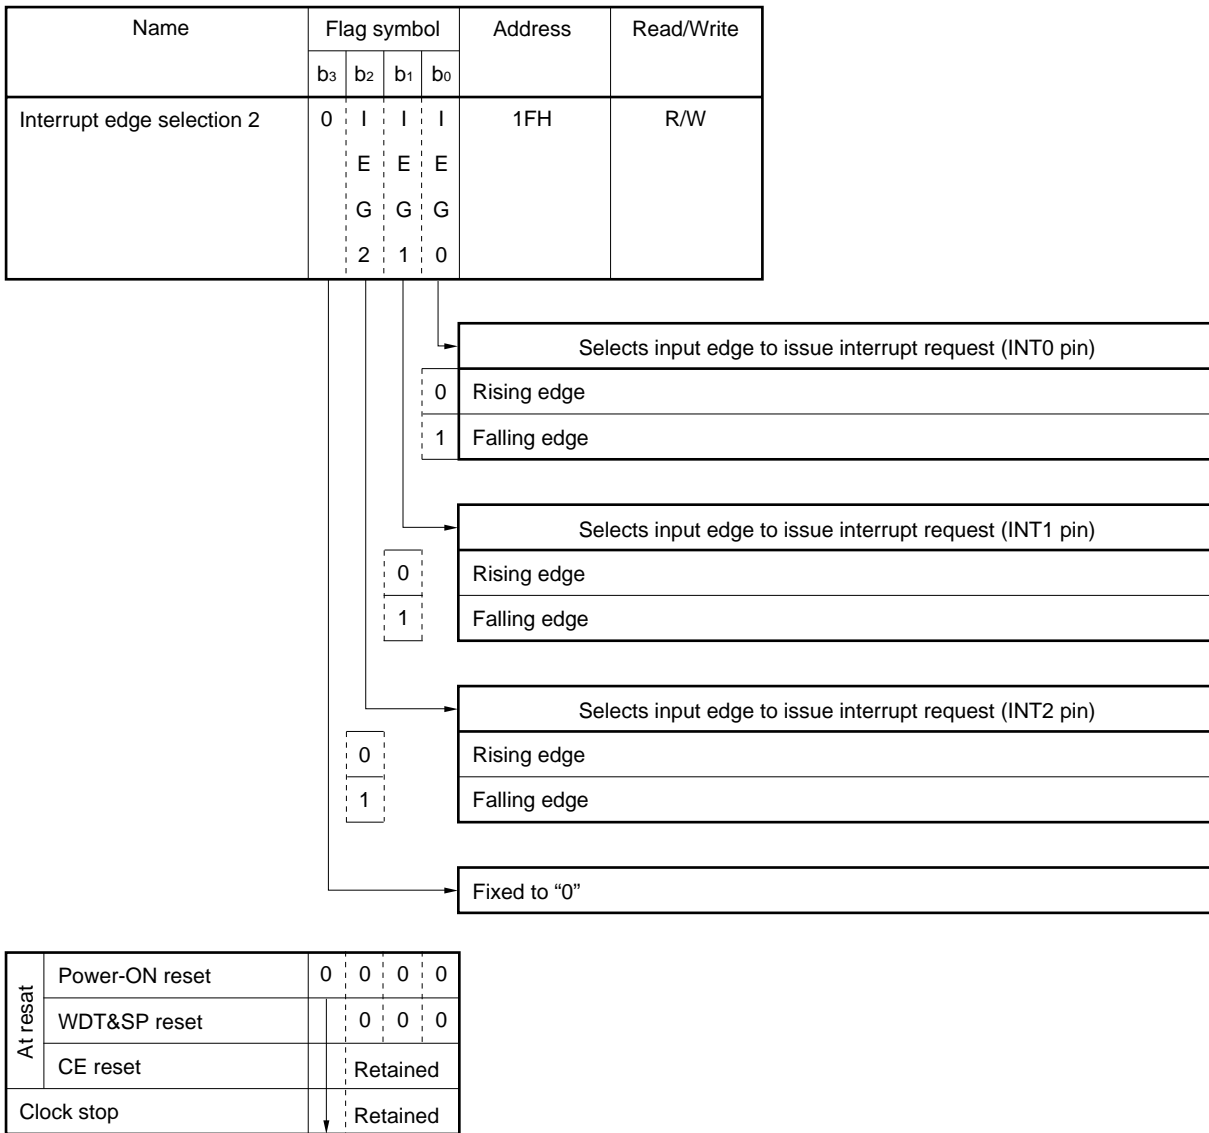 Name Flag symbol Address Read/Write
b3 b2 b1 b0
Interrupt edge selection 2 0 I I I 1FH R/W
E E E
G G G
2 1 0
Selects input edge to issue interrupt request (INT0 pin)
0 Rising edge
1 Falling edge
Selects input edge to issue interrupt request (INT1 pin)
0 Rising edge
1 Falling edge
Selects input edge to issue interrupt request (INT2 pin)
0 Rising edge
1 Falling edge
Fixed to “0”
At resat
Power-ON reset 0 0 0 0
WDT&SP reset 0 0 0
CE reset Retained
Clock stop Retained